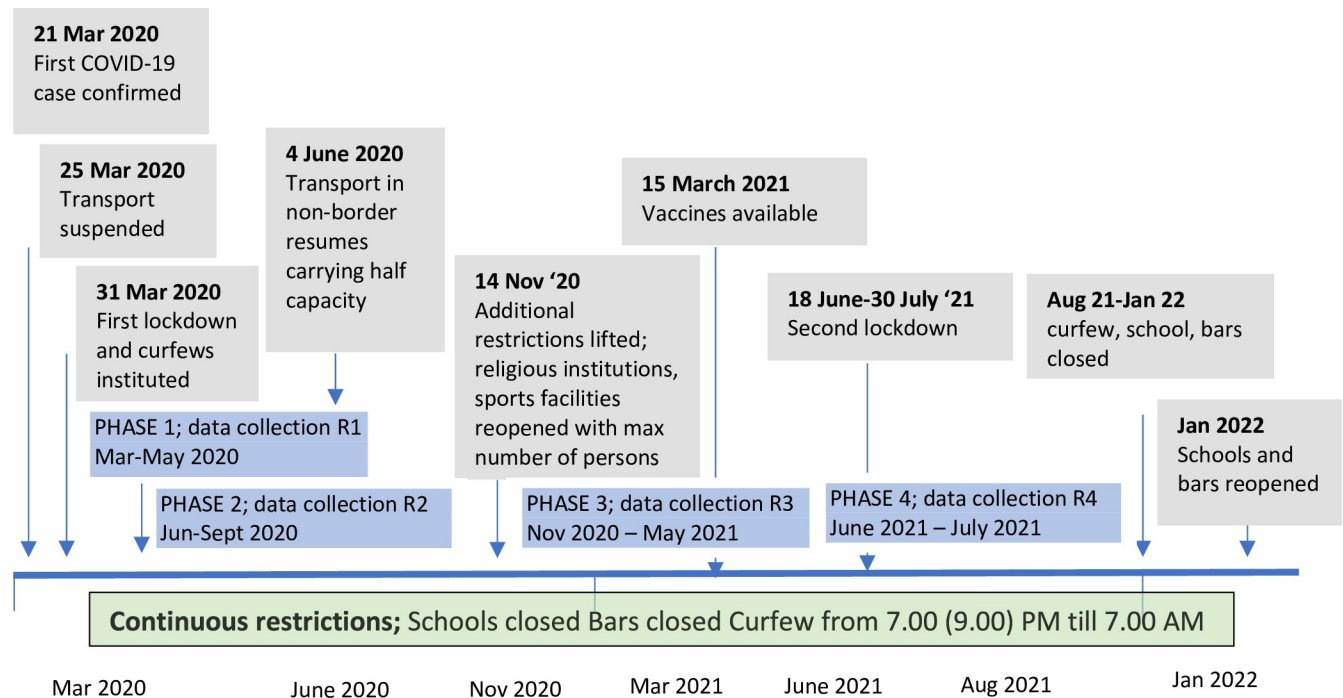 21 Mar 2020
First COVID-19
case confirmed
25 Mar 2020
Transport
suspended
31 Mar 2020
First lockdown
and curfews
instituted
4 June 2020
Transport in
non-border
resumes
carrying half
capacity
14 Nov ‘20
Additional
restrictions lifted;
religious institutions,
sports facilities
reopened with max
number of persons
15 March 2021
Vaccines available
18 June-30 July ‘21
Second lockdown
Aug 21-Jan 22
curfew, school, bars
closed
Jan 2022
Schools and
bars reopened
PHASE 1; data collection R1
Mar-May 2020
PHASE 2; data collection R2
Jun-Sept 2020
PHASE 3; data collection R3
Nov 2020 – May 2021
PHASE 4; data collection R4
June 2021 – July 2021
Continuous restrictions; Schools closed Bars closed Curfew from 7.00 (9.00) PM till 7.00 AM
Mar 2020
June 2020
Nov 2020
Mar 2021
June 2021
Aug 2021
Jan 2022